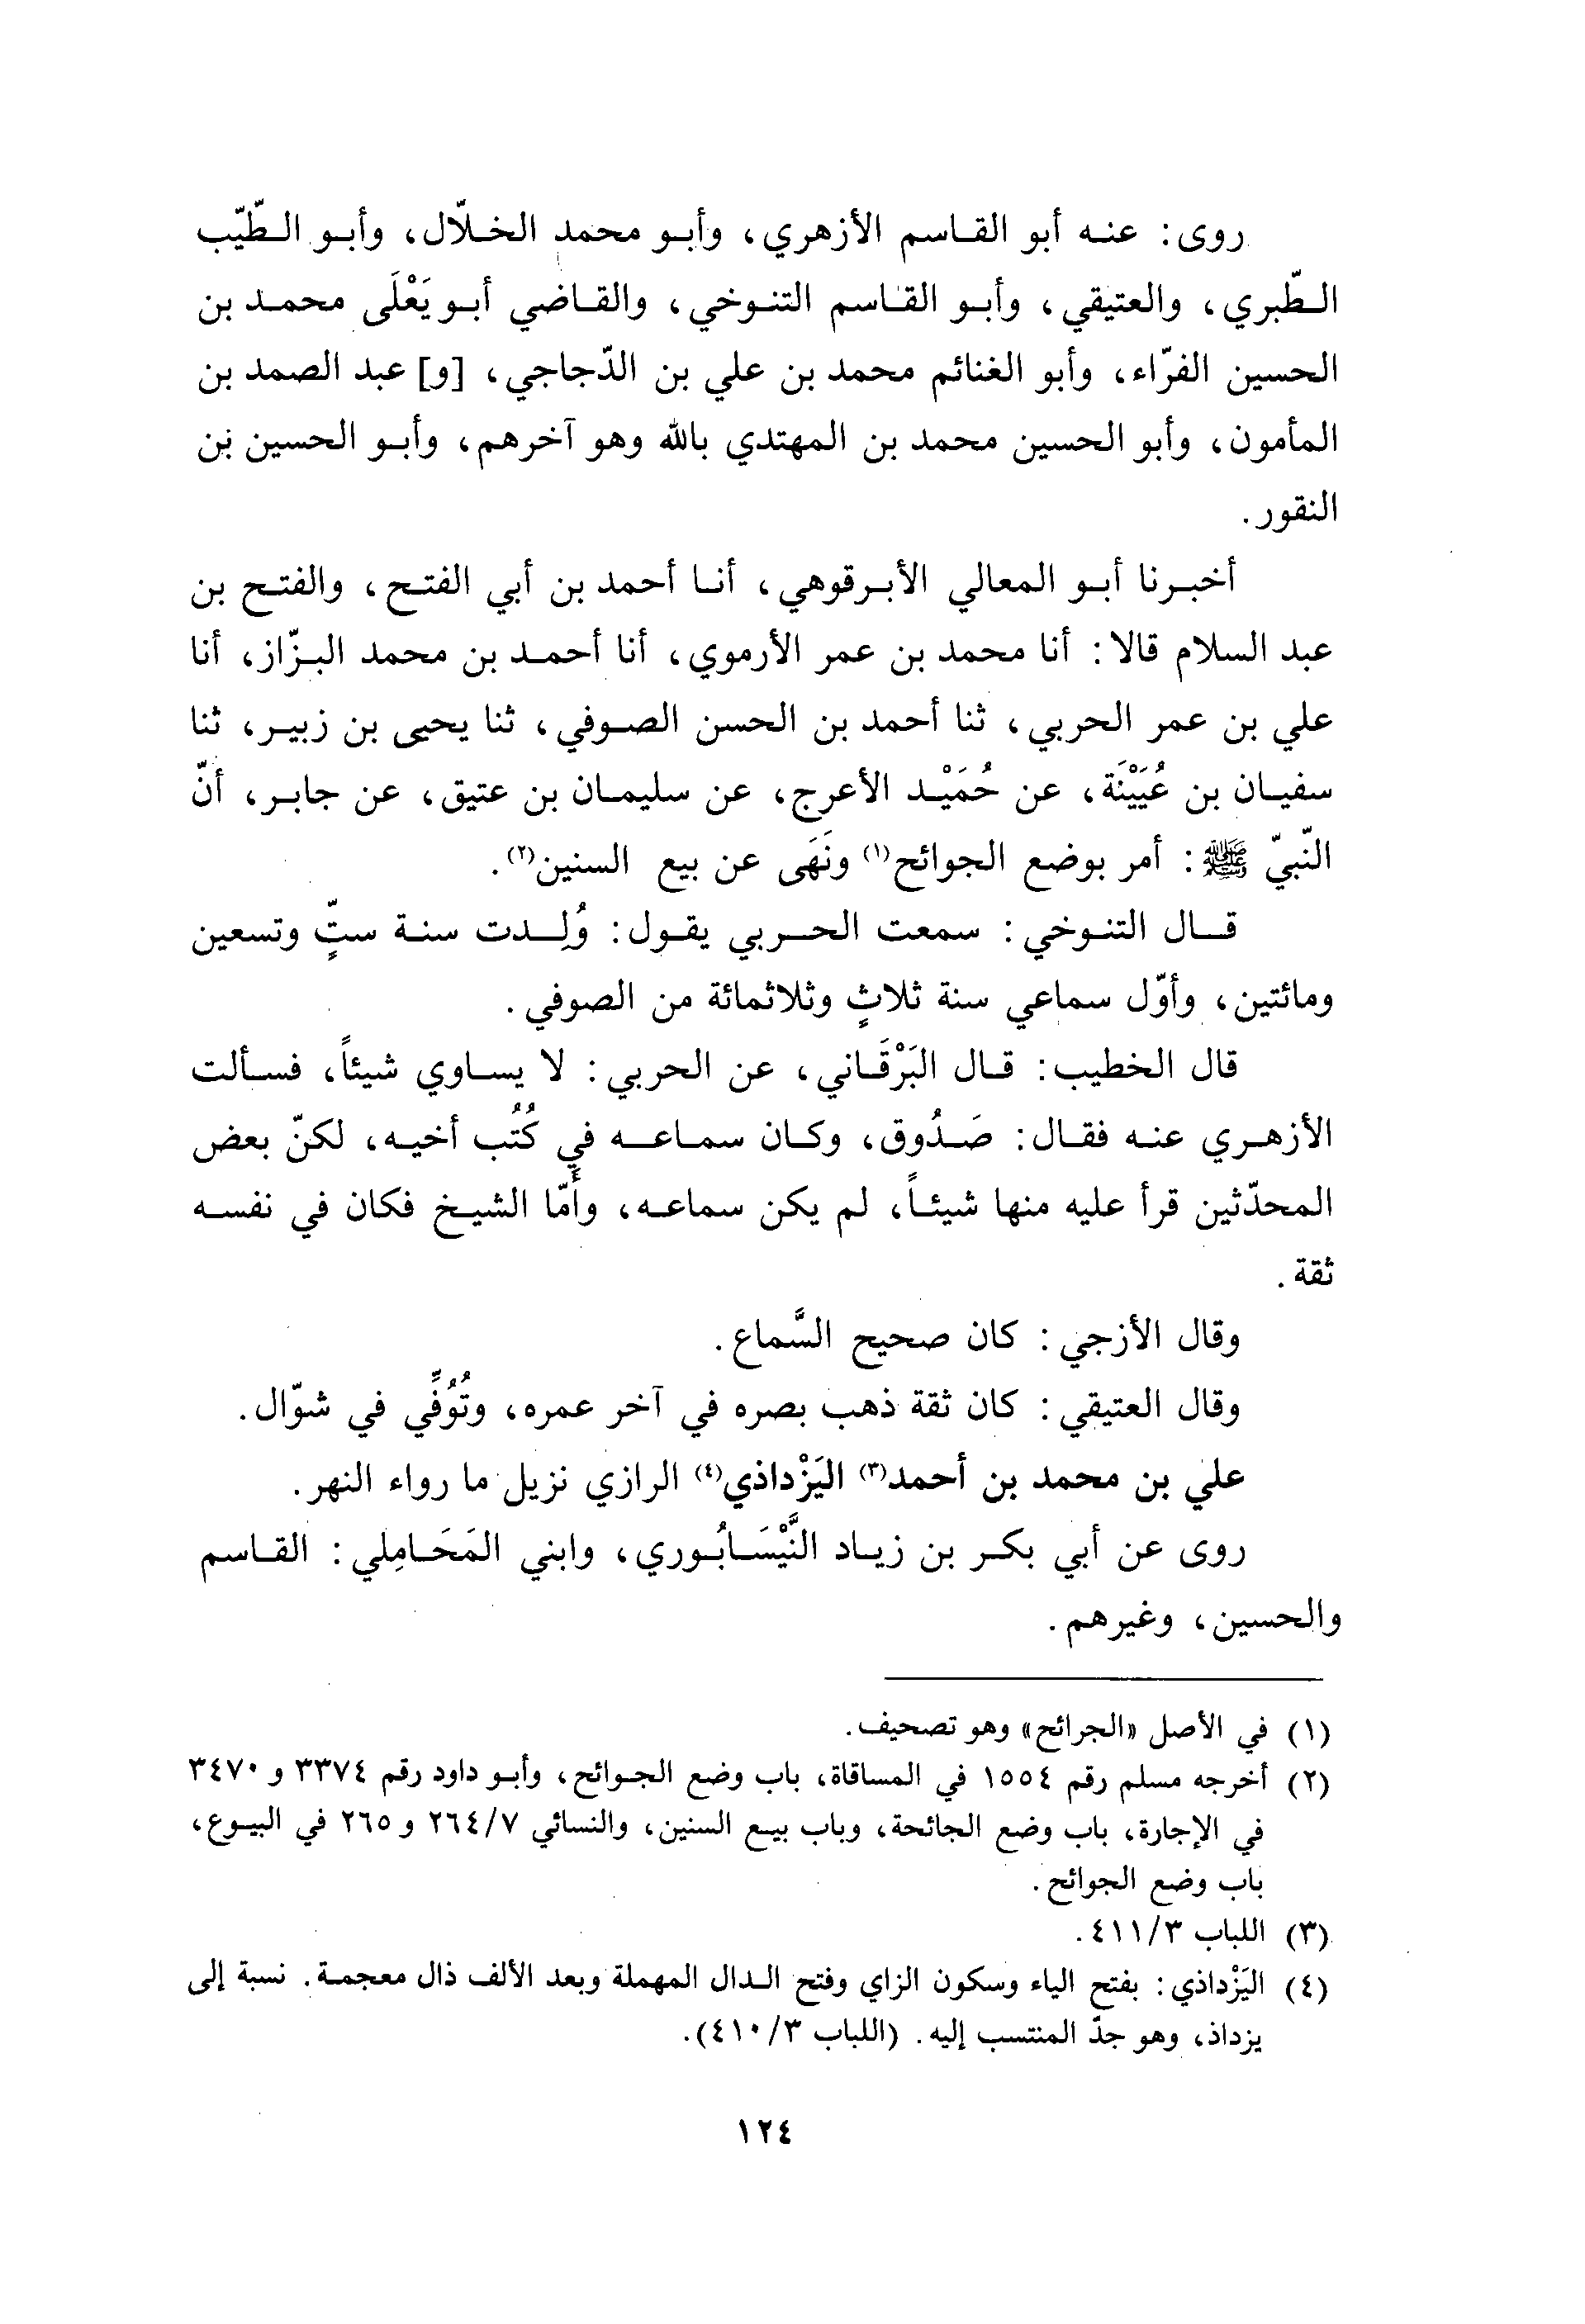 روى: عنه أبو القاسم الأزهري، وأبو محمد الخلّال، وأبو الطّيّب
الطّبري، والعتيقي، وأبو القاسم التنوخي، والقاضي أبو يَعْلَى محمد بن
الحسين الفرّاء، وأبو الغنائم محمد بن علي بن الدّجاجي، [و] عبد الصمد بن
المأمون، وأبو الحسين محمد بن المهتدي بالله وهو آخرهم، وأبو الحسين بن
النقور.
أخبرنا أبو المعالي الأبرقوهي، أنا أحمد بن أبي الفتح، والفتح بن
عبد السلام قالا: أنا محمد بن عمر الأرموي، أنا أحمد بن محمد البزّاز، أنا
علي بن عمر الحربي، ثنا أحمد بن الحسن الصوفي، ثنا يحيى بن زبير، ثنا
سفيان بن عُيَيْنَة، عن حُمَيْد الأعرج، عن سليمان بن عتيق، عن جابر، أنّ
النّبيّ ﷺ: أمر بوضع الجوائح(١) ونَهَى عن بيع السنين(٢).
قال التنوخي: سمعت الحربي يقول: وُلِدت سنة ستٍّ وتسعين
ومائتين، وأوّل سماعي سنة ثلاثٍ وثلاثمائة من الصوفي.
قال الخطيب: قال البَرْقَاني، عن الحربي: لا يساوي شيئاً، فسألت
الأزهري عنه فقال: صَدُوق، وكان سماعه في كُتُب أخيه، لكنّ بعض
المحدّثين قرأ عليه منها شيئاً، لم يكن سماعه، وأمّا الشيخ فكان في نفسه
ثقة.
وقال الأزجي: كان صحيح السَّماع.
وقال العتيقي: كان ثقة ذهب بصره في آخر عمره، وتُوُفِّي في شوّال.
علي بن محمد بن أحمد(٣) اليَزْداذي(٤) الرازي نزيل ما رواء النهر.
روى عن أبي بكر بن زياد النَّيْسَابُوري، وابني المَحَامِلي: القاسم
والحسين، وغيرهم.
(١) في الأصل «الجرائح» وهو تصحيف.
(٢) أخرجه مسلم رقم ١٥٥٤ في المساقاة، باب وضع الجوائح، وأبو داود رقم ٣٣٧٤ و ٣٤٧٠
في الإجارة، باب وضع الجائحة، وباب بيع السنين، والنسائي ٢٦٤/٧ و ٢٦٥ في البيوع،
باب وضع الجوائح.
(٣) اللباب ٤١١/٣.
(٤) اليَزْداذي: بفتح الياء وسكون الزاي وفتح الدال المهملة وبعد الألف ذال معجمة. نسبة إلى
يزداذ، وهو جدّ المنتسب إليه. (اللباب ٤١٠/٣).
١٢٤